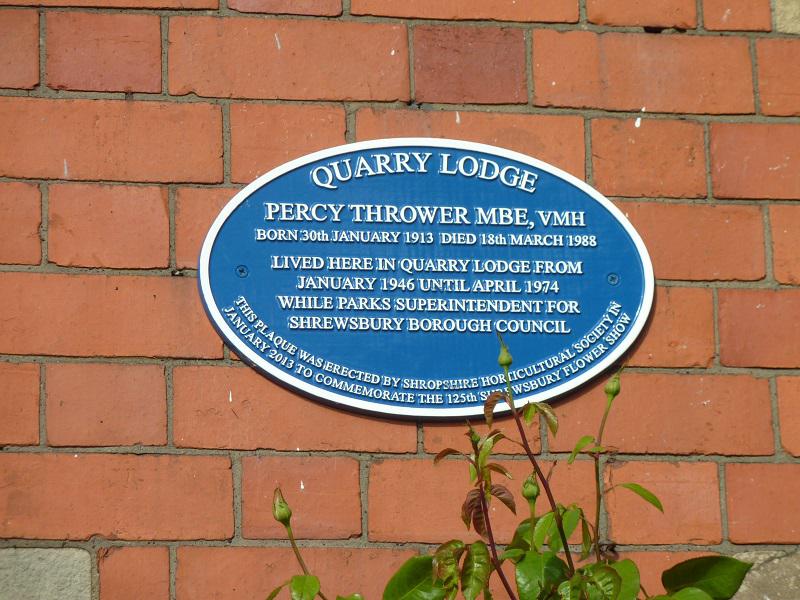 QUARRY LODGE
PERCY THROWER MBE, VMH
BORN 30th JANUARY 1913 DIED 18th MARCH 1988
LIVED HERE IN QUARRY LODGE FROM
JANUARY 1946 UNTIL APRIL 1974
WHILE PARKS SUPERINTENDENT FOR
SHREWSBURY BOROUGH COUNCIL
THIS PLAQUE WAS ERECTED BY SHROPSHIRE HORTICULTURAL SOCIETY IN
JANUARY 2013 TO COMMEMORATE THE 125th SHREWSBURY FLOWER SHOW